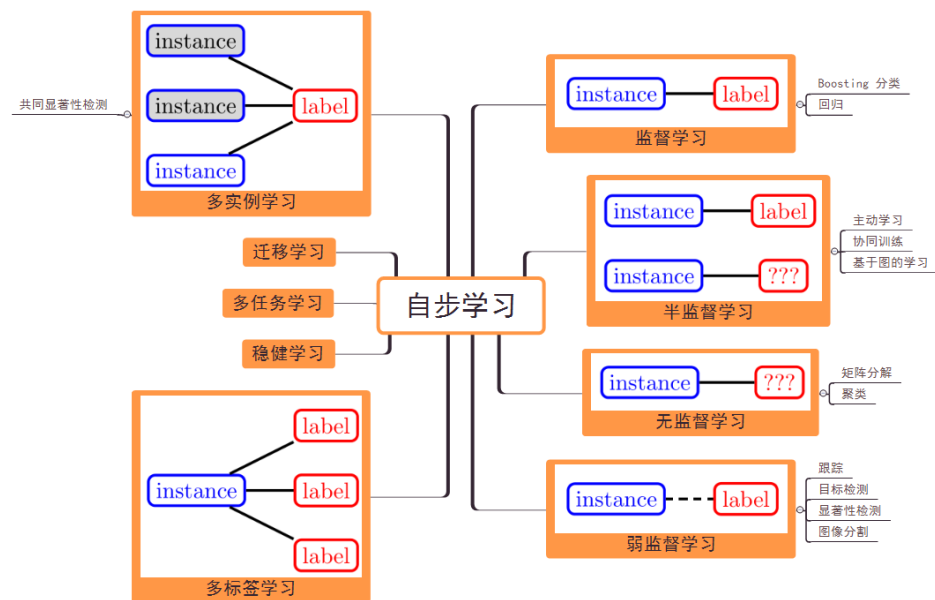 instance
instance
instance
label
多实例学习
共同显著性检测
迁移学习
多任务学习
稳健学习
instance
label
label
label
多标签学习
自步学习
instance
label
监督学习
Boosting 分类
回归
instance
label
instance
???
半监督学习
主动学习
协同训练
基于图的学习
instance
???
无监督学习
矩阵分解
聚类
instance
label
弱监督学习
跟踪
目标检测
显著性检测
图像分割